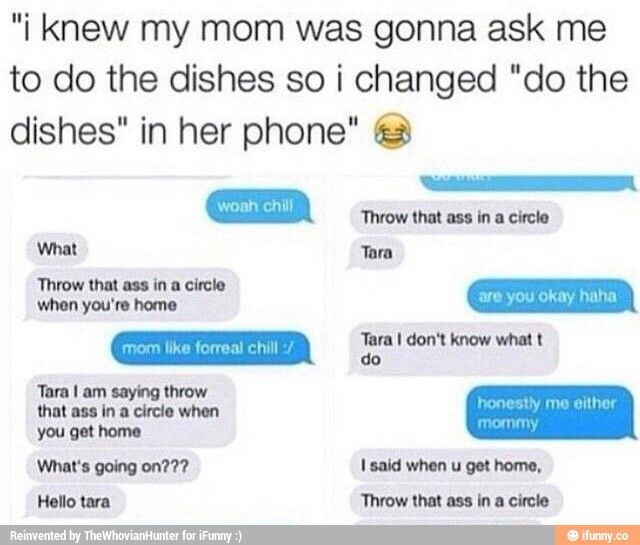 "i knew my mom was gonna ask me
to do the dishes so i changed "do the
dishes" in her phone" 😂
woah chill
What
Throw that ass in a circle
when you're home
mom like forreal chill :/
Tara I am saying throw
that ass in a circle when
you get home
What's going on???
Hello tara
Throw that ass in a circle
Tara
are you okay haha
Tara I don't know what t
do
honestly me either
mommy
I said when u get home,
Throw that ass in a circle
Reinvented by TheWhovianHunter for iFunny :)
ifunny.co